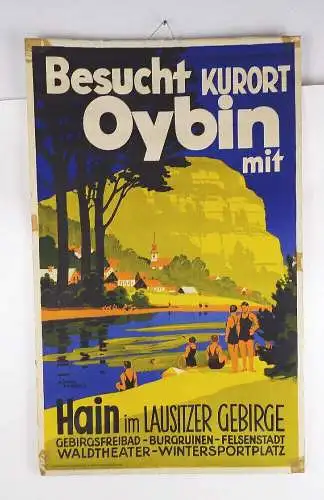 Besucht KURORT
Oybin
mit
Hain im LAUSITZER GEBIRGE
GEBIRGSFREIBAD - BURGRUINEN - FELSENSTADT
WALDTHEATER - WINTERSPORTPLATZ